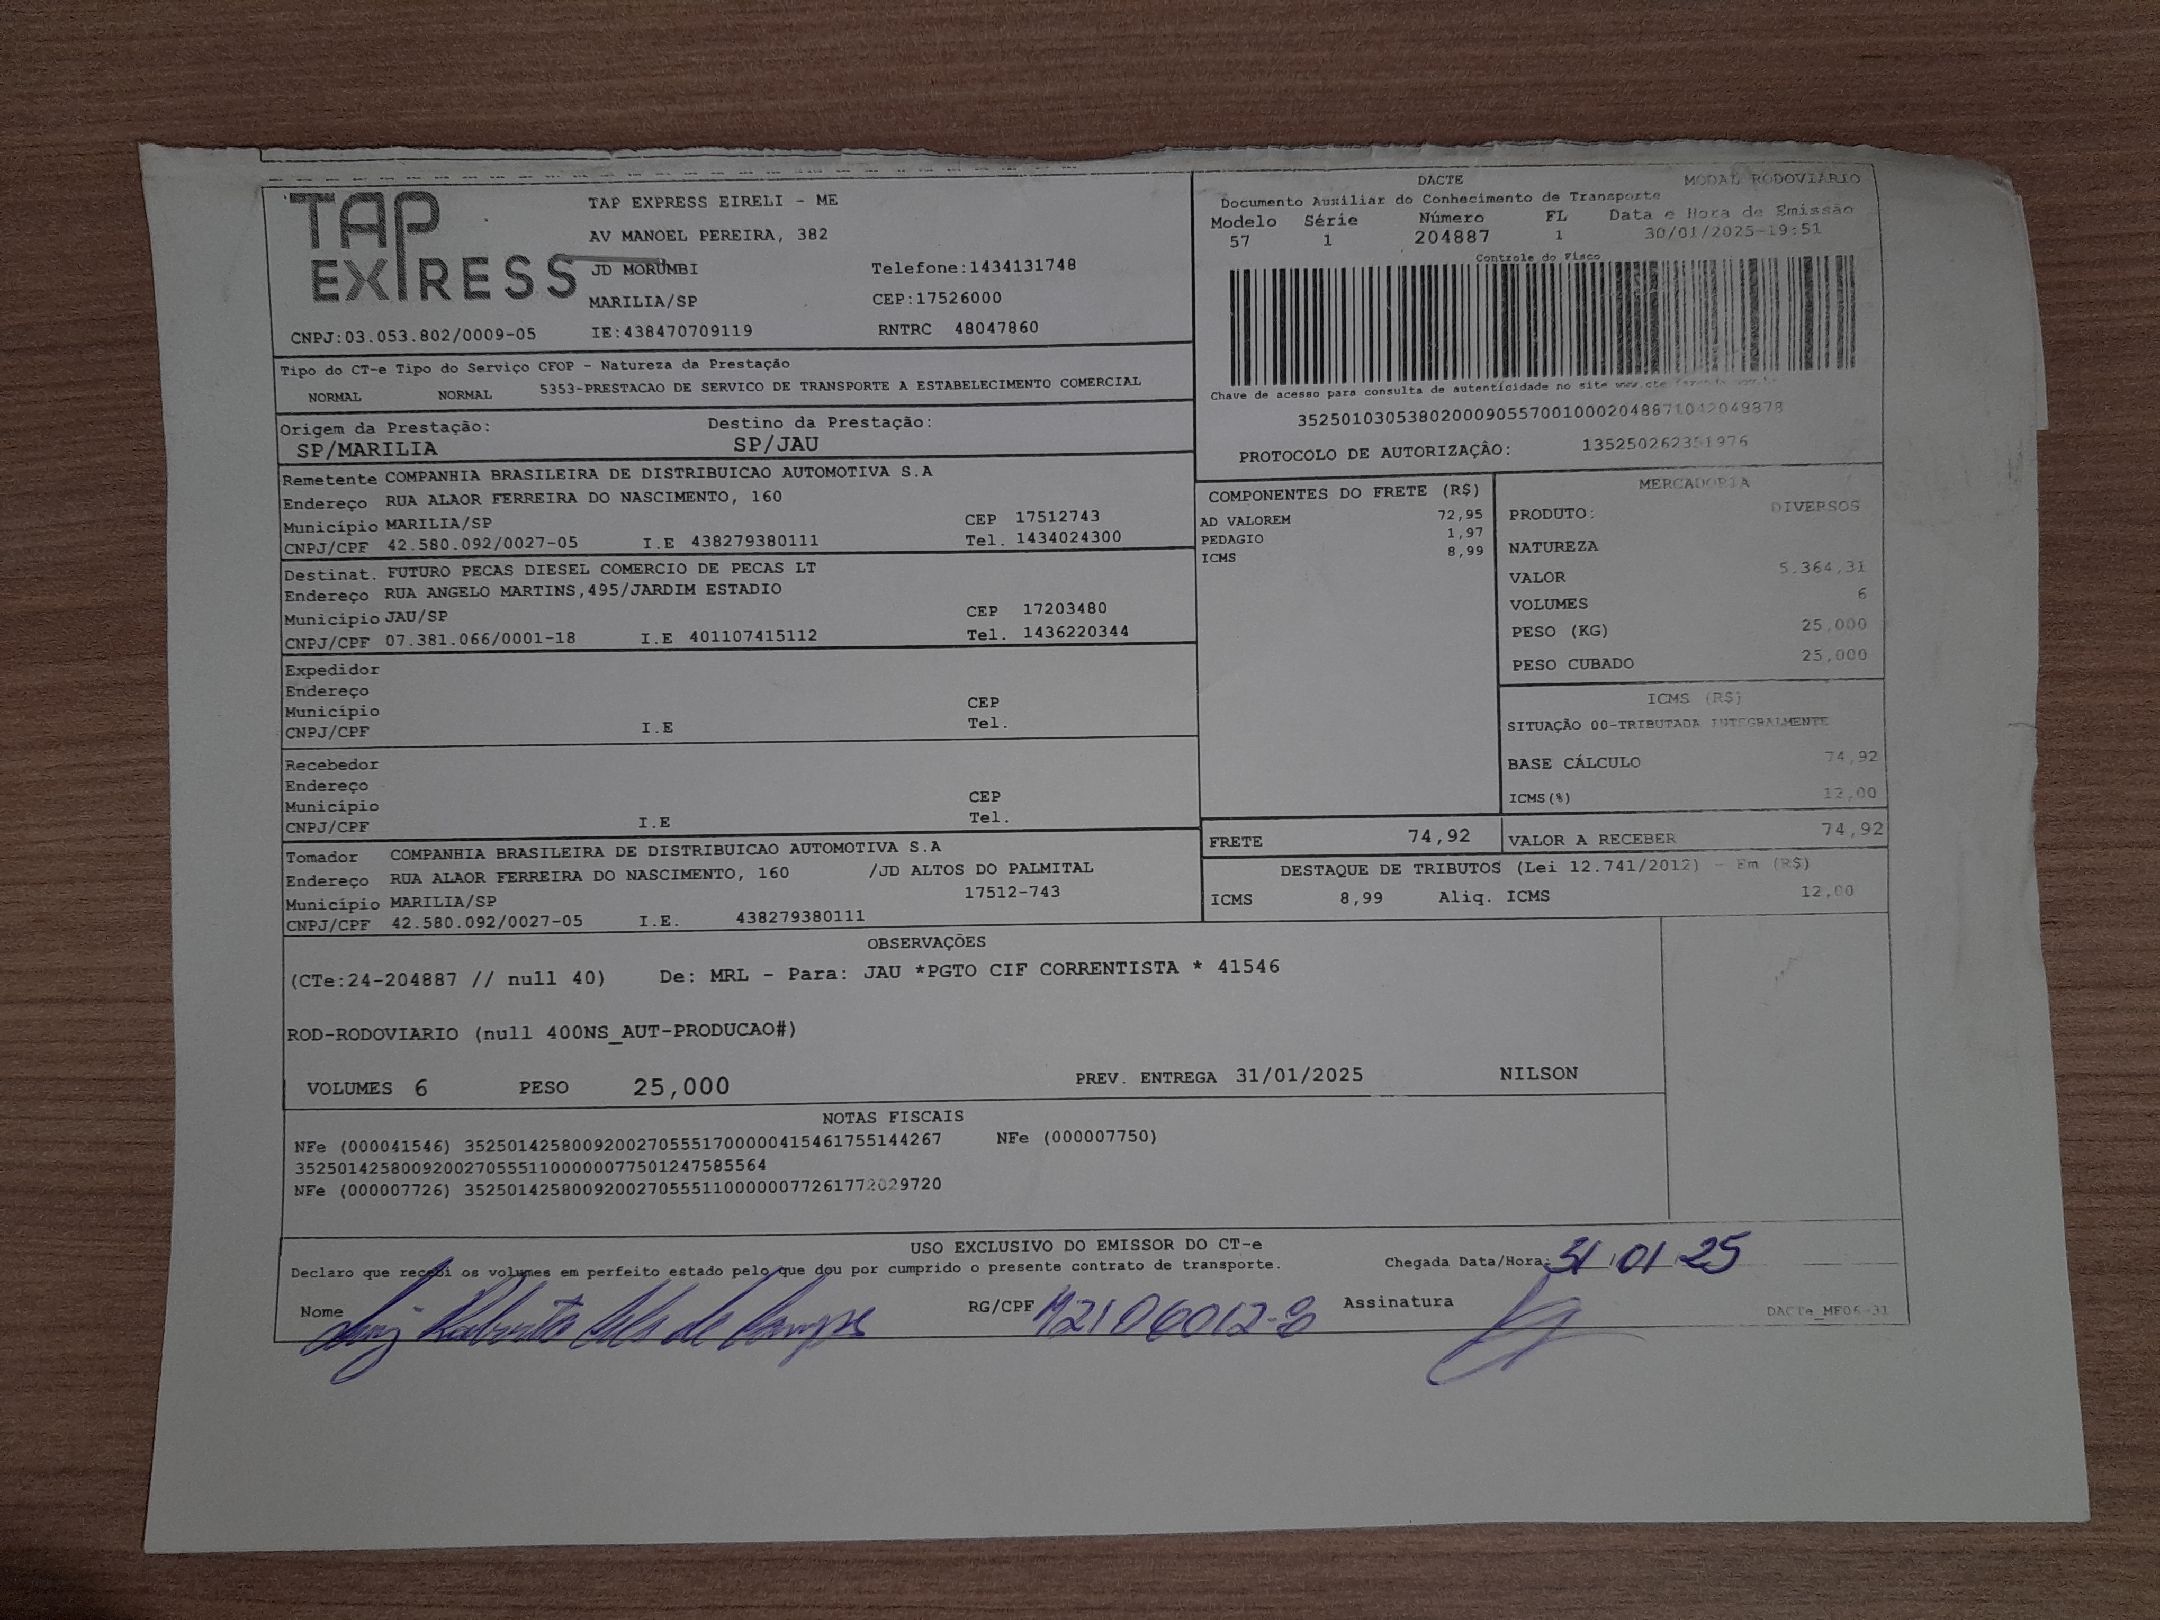 TAP EXPRESS
TAP EXPRESS EIRELI - ME
AV MANOEL PEREIRA, 382
JD MORUMBI Telefone:1434131748
MARILIA/SP CEP:17526000
CNPJ:03.053.802/0009-05 IE:438470709119 RNTRC 48047860
DACTE MODAL RODOVIÁRIO
Documento Auxiliar do Conhecimento de Transporte
Modelo Série Número FL Data e Hora de Emissão
57 1 204887 1 30/01/2025-19:51
Controle do Fisco
Chave de acesso para consulta de autenticidade no site
PROTOCOLO DE AUTORIZAÇÂO: 135250262351976
Tipo do CT-e Tipo do Serviço CFOP - Natureza da Prestação
NORMAL NORMAL 5353-PRESTACAO DE SERVICO DE TRANSPORTE A ESTABELECIMENTO COMERCIAL
Origem da Prestação: Destino da Prestação:
SP/MARILIA SP/JAU
Remetente COMPANHIA BRASILEIRA DE DISTRIBUICAO AUTOMOTIVA S.A
Endereço RUA ALAOR FERREIRA DO NASCIMENTO, 160
Município MARILIA/SP CEP 17512743
CNPJ/CPF 42.580.092/0027-05 I.E 438279380111 Tel. 1434024300
Destinat. FUTURO PECAS DIESEL COMERCIO DE PECAS LT
Endereço RUA ANGELO MARTINS,495/JARDIM ESTADIO
Município JAU/SP CEP 17203480
CNPJ/CPF 07.381.066/0001-18 I.E 401107415112 Tel. 1436220344
Expedidor
Endereço
Município CEP
CNPJ/CPF I.E Tel.
Recebedor
Endereço
Município CEP
CNPJ/CPF I.E Tel.
Tomador COMPANHIA BRASILEIRA DE DISTRIBUICAO AUTOMOTIVA S.A
Endereço RUA ALAOR FERREIRA DO NASCIMENTO, 160 /JD ALTOS DO PALMITAL
Município MARILIA/SP 17512-743
CNPJ/CPF 42.580.092/0027-05 I.E. 438279380111
COMPONENTES DO FRETE (R$)
AD VALOREM 72,95
PEDAGIO 1,97
ICMS 8,99
MERCADORIA
PRODUTO: DIVERSOS
NATUREZA
VALOR 5.364,31
VOLUMES 6
PESO (KG) 25,000
PESO CUBADO 25,000
ICMS (R$)
SITUAÇÃO 00-TRIBUTADA INTEGRALMENTE
BASE CÁLCULO 74,92
ICMS(%) 12,00
FRETE 74,92 VALOR A RECEBER 74,92
DESTAQUE DE TRIBUTOS (Lei 12.741/2012) - Em (R$)
ICMS 8,99 Aliq. ICMS 12,00
OBSERVAÇÕES
(CTe:24-204887 // null 40) De: MRL - Para: JAU *PGTO CIF CORRENTISTA * 41546
ROD-RODOVIARIO (null 400NS_AUT-PRODUCAO#)
VOLUMES 6 PESO 25,000 PREV. ENTREGA 31/01/2025 NILSON
NOTAS FISCAIS
NFe (000041546) 35250142580092002705551700000415461755144267 NFe (000007750)
35250142580092002705551100000077501247585564
NFe (000007726) 35250142580092002705551100000077261772029720
USO EXCLUSIVO DO EMISSOR DO CT-e
Declaro que recebi os volumes em perfeito estado pelo que dou por cumprido o presente contrato de transporte. Chegada Data/Hora: 31/01/25
Nome RG/CPF Assinatura DACTe_MF06-31